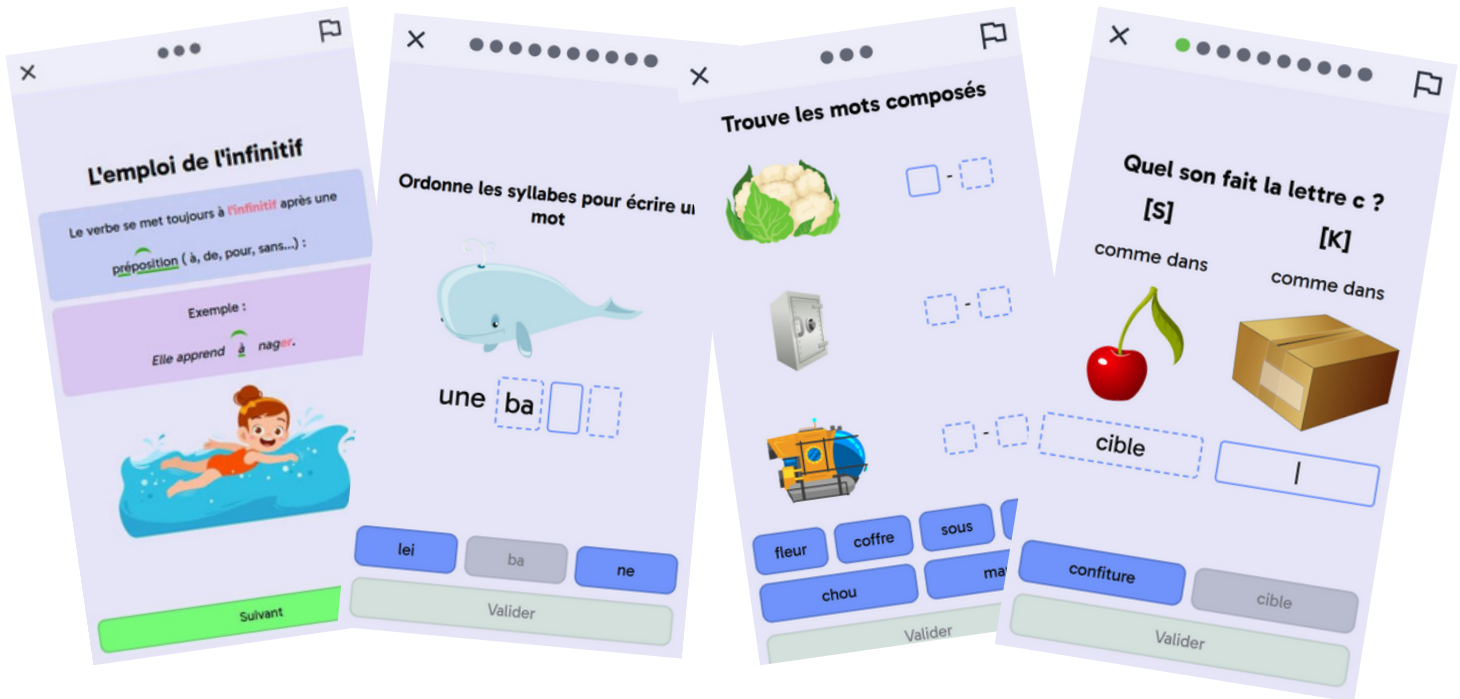 L'emploi de l'infinitif
Le verbe se met toujours à l'infinitif après une
préposition ( à, de, pour, sans...) :
Exemple :
Elle apprend à nager.
Suivant
Ordonne les syllabes pour écrire
mot
une ba
lei ba ne
Valider
Trouve les mots composés
-
-
-
fleur coffre sous
chou
Valider
Quel son fait la lettre c ?
[S] [K]
comme dans comme dans
cible
confiture cible
Valider